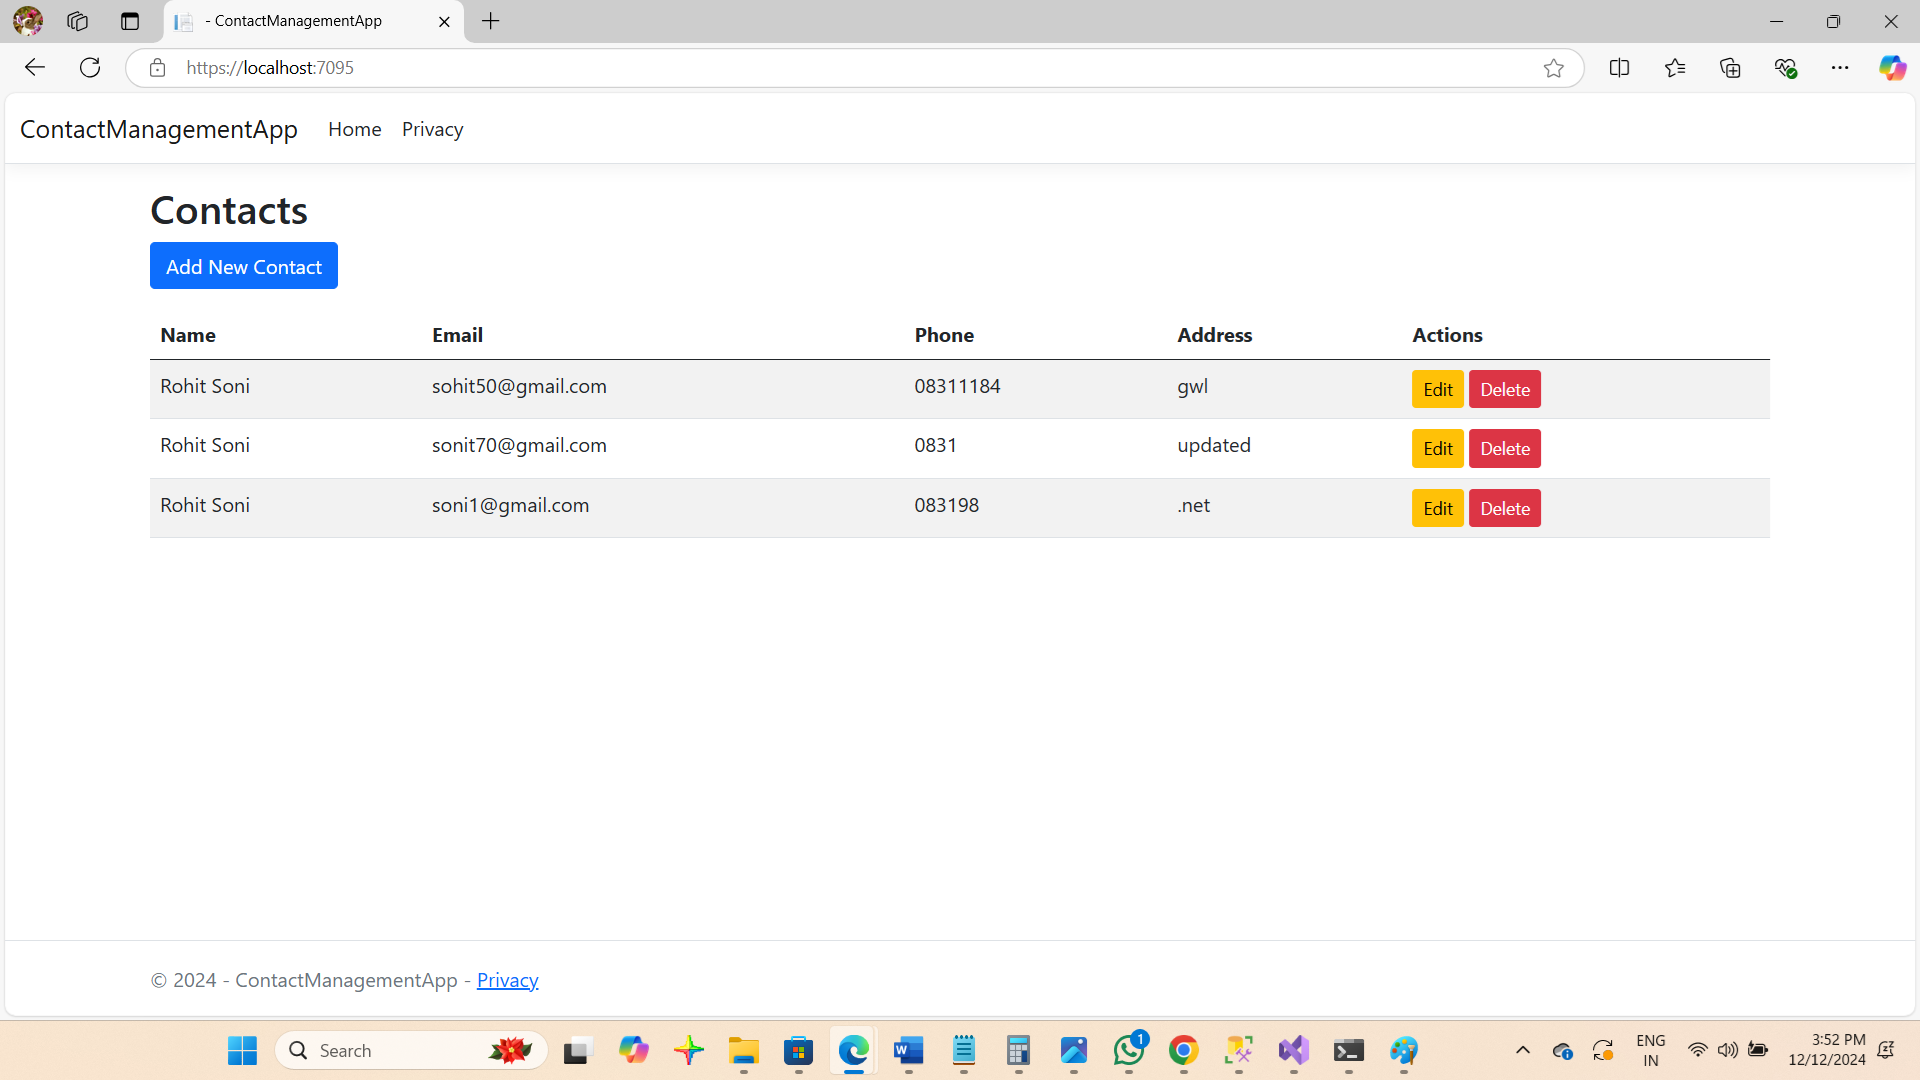 - ContactManagementApp
https://localhost:7095
ContactManagementApp Home Privacy
Contacts
Add New Contact
Name Email Phone Address Actions
Rohit Soni sohit50@gmail.com 08311184 gwl Edit Delete
Rohit Soni sonit70@gmail.com 0831 updated Edit Delete
Rohit Soni soni1@gmail.com 083198 .net Edit Delete
© 2024 - ContactManagementApp - Privacy
Search
1
ENG
IN
3:52 PM
12/12/2024